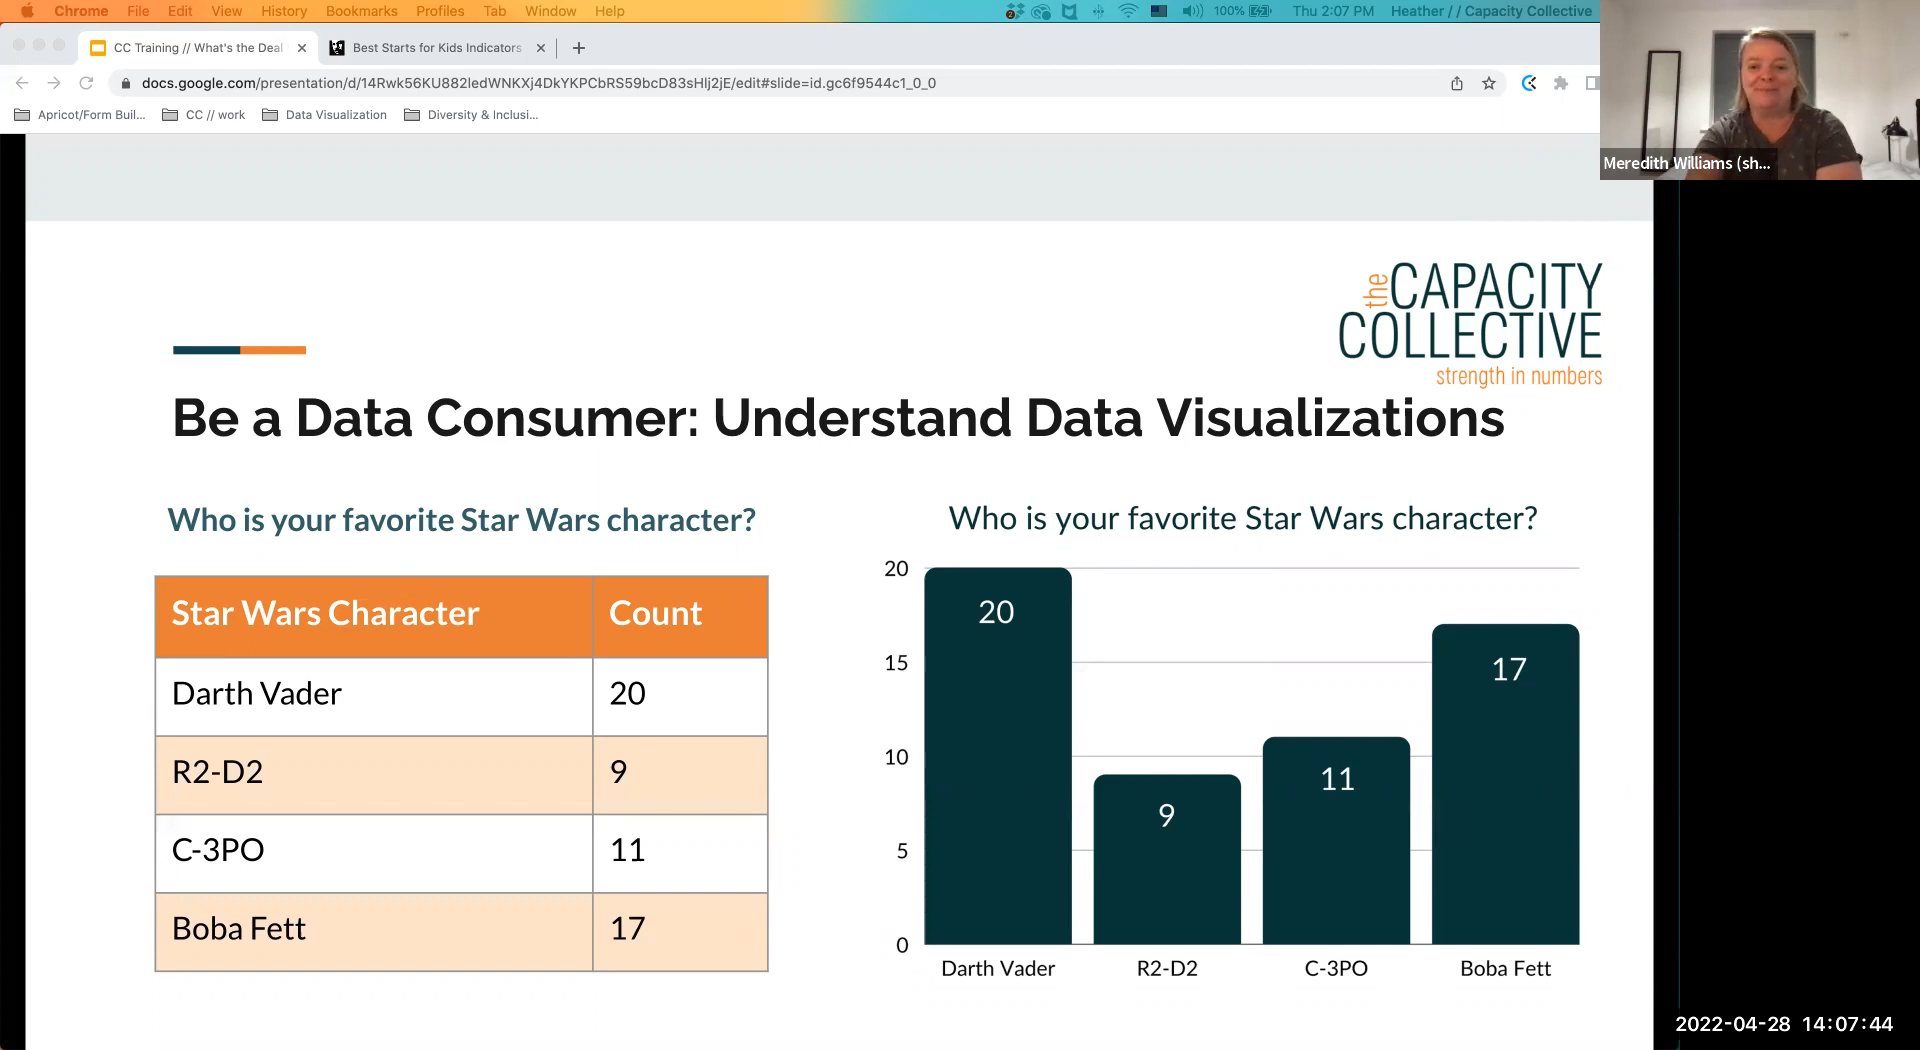 Chrome File Edit View History Bookmarks Profiles Tab Window Help
2 100% Thu 2:07 PM Heather // Capacity Collective
CC Training // What's the Deal
Best Starts for Kids Indicators
docs.google.com/presentation/d/14Rwk56KU882ledWNKXj4DkYKPCbRS59bcD83sHlj2jE/edit#slide=id.gc6f9544c1_0_0
Apricot/Form Buil... CC // work Data Visualization Diversity & Inclusi...
Meredith Williams (sh...
the CAPACITY
COLLECTIVE
strength in numbers
Be a Data Consumer: Understand Data Visualizations
Who is your favorite Star Wars character?
Star Wars Character Count
Darth Vader 20
R2-D2 9
C-3PO 11
Boba Fett 17
Who is your favorite Star Wars character?
20
15
10
5
0
20
9
11
17
Darth Vader R2-D2 C-3PO Boba Fett
2022-04-28 14:07:44